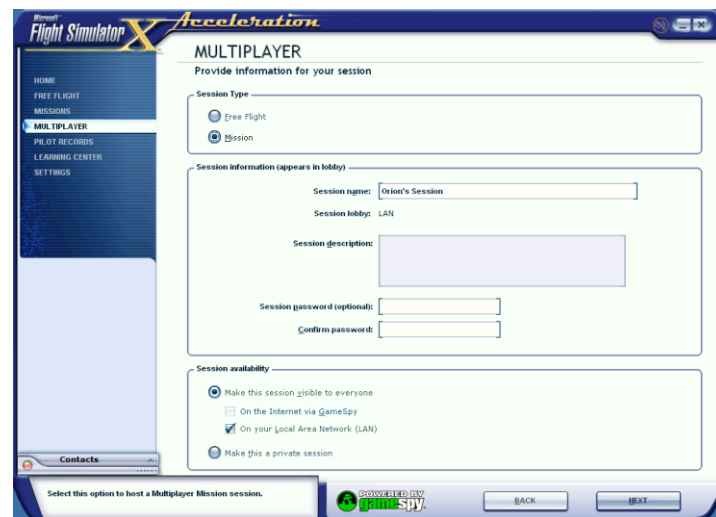 Microsoft
Flight Simulator X
Acceleration
MULTIPLAYER
Provide information for your session
HOME
FREE FLIGHT
MISSIONS
MULTIPLAYER
PILOT RECORDS
LEARNING CENTER
SETTINGS
Session Type
Free Flight
Mission
Session information (appears in lobby)
Session name: Orion's Session
Session lobby: LAN
Session description:
Session password (optional):
Confirm password:
Session availability
Make this session visible to everyone
On the Internet via GameSpy
On your Local Area Network (LAN)
Make this a private session
Contacts
Select this option to host a Multiplayer Mission session.
POWERED BY
gamespy.
BACK
NEXT